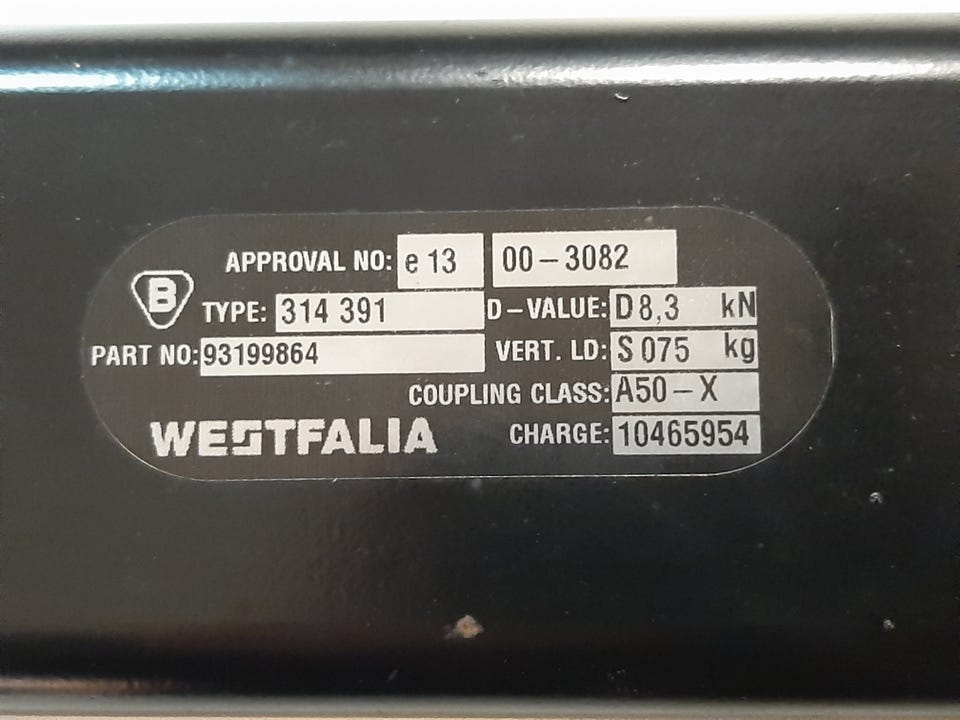 APPROVAL NO: e 13 00-3082
B
TYPE: 314 391 D-VALUE: D 8,3 kN
PART NO: 93199864 VERT. LD: S 075 kg
COUPLING CLASS: A50-X
WESTFALIA CHARGE: 10465954